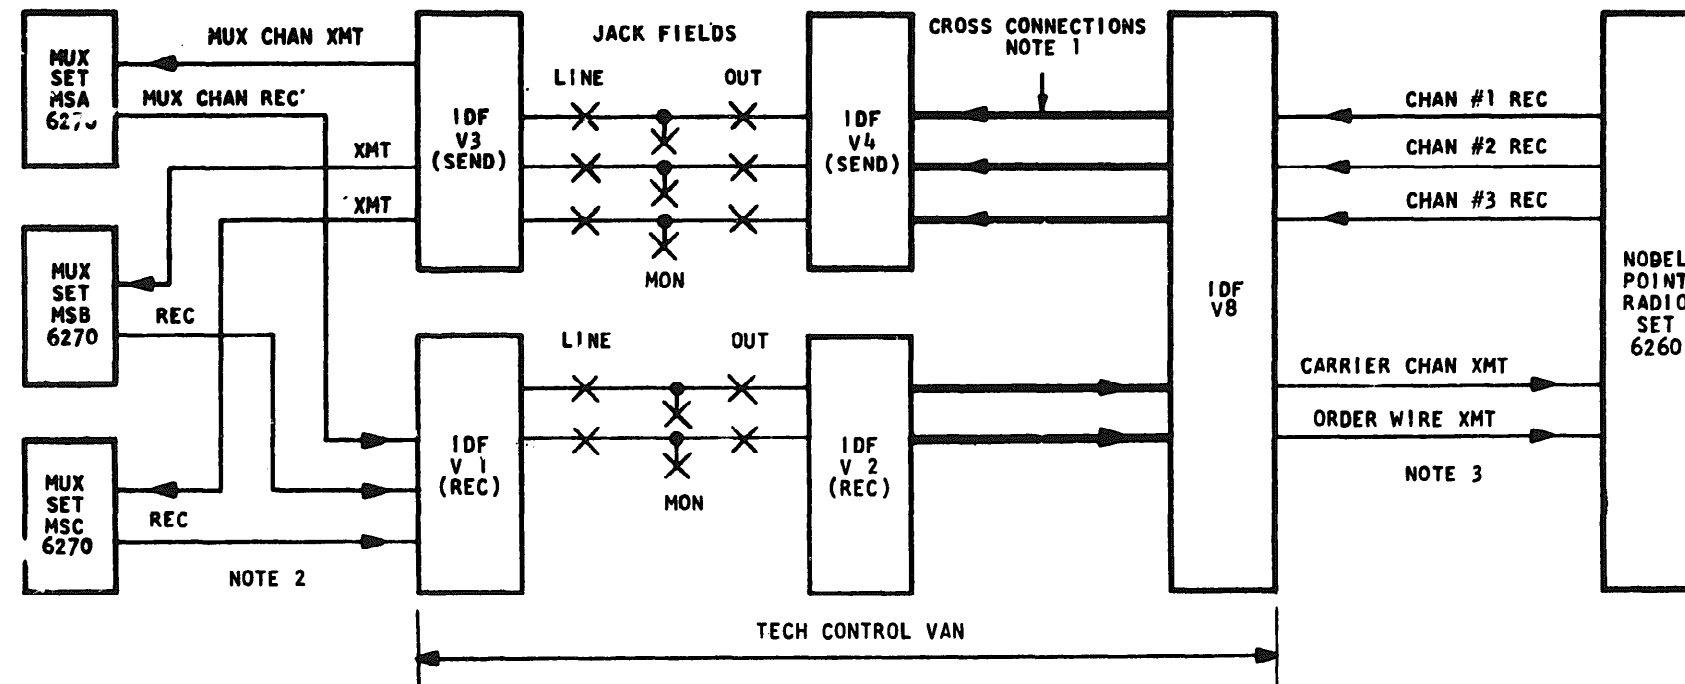 MUX
SET
MSA
MUX CHAN XMT
MUX CHAN REC
XMT
XMT
MUX
SET
MSB
6270
REC
MUX
SET
MSC
6270
REC
NOTE 2
IDF
V3
(SEND)
JACK FIELDS
LINE
OUT
MON
IDF
V4
(SEND)
CROSS CONNECTIONS
NOTE 1
IDF
V8
CHAN #1 REC
CHAN #2 REC
CHAN #3 REC
NOBEL
POINT
RADIO
SET
6260
IDF
V 1
(REC)
LINE
OUT
MON
IDF
V 2
(REC)
CARRIER CHAN XMT
ORDER WIRE XMT
NOTE 3
TECH CONTROL VAN